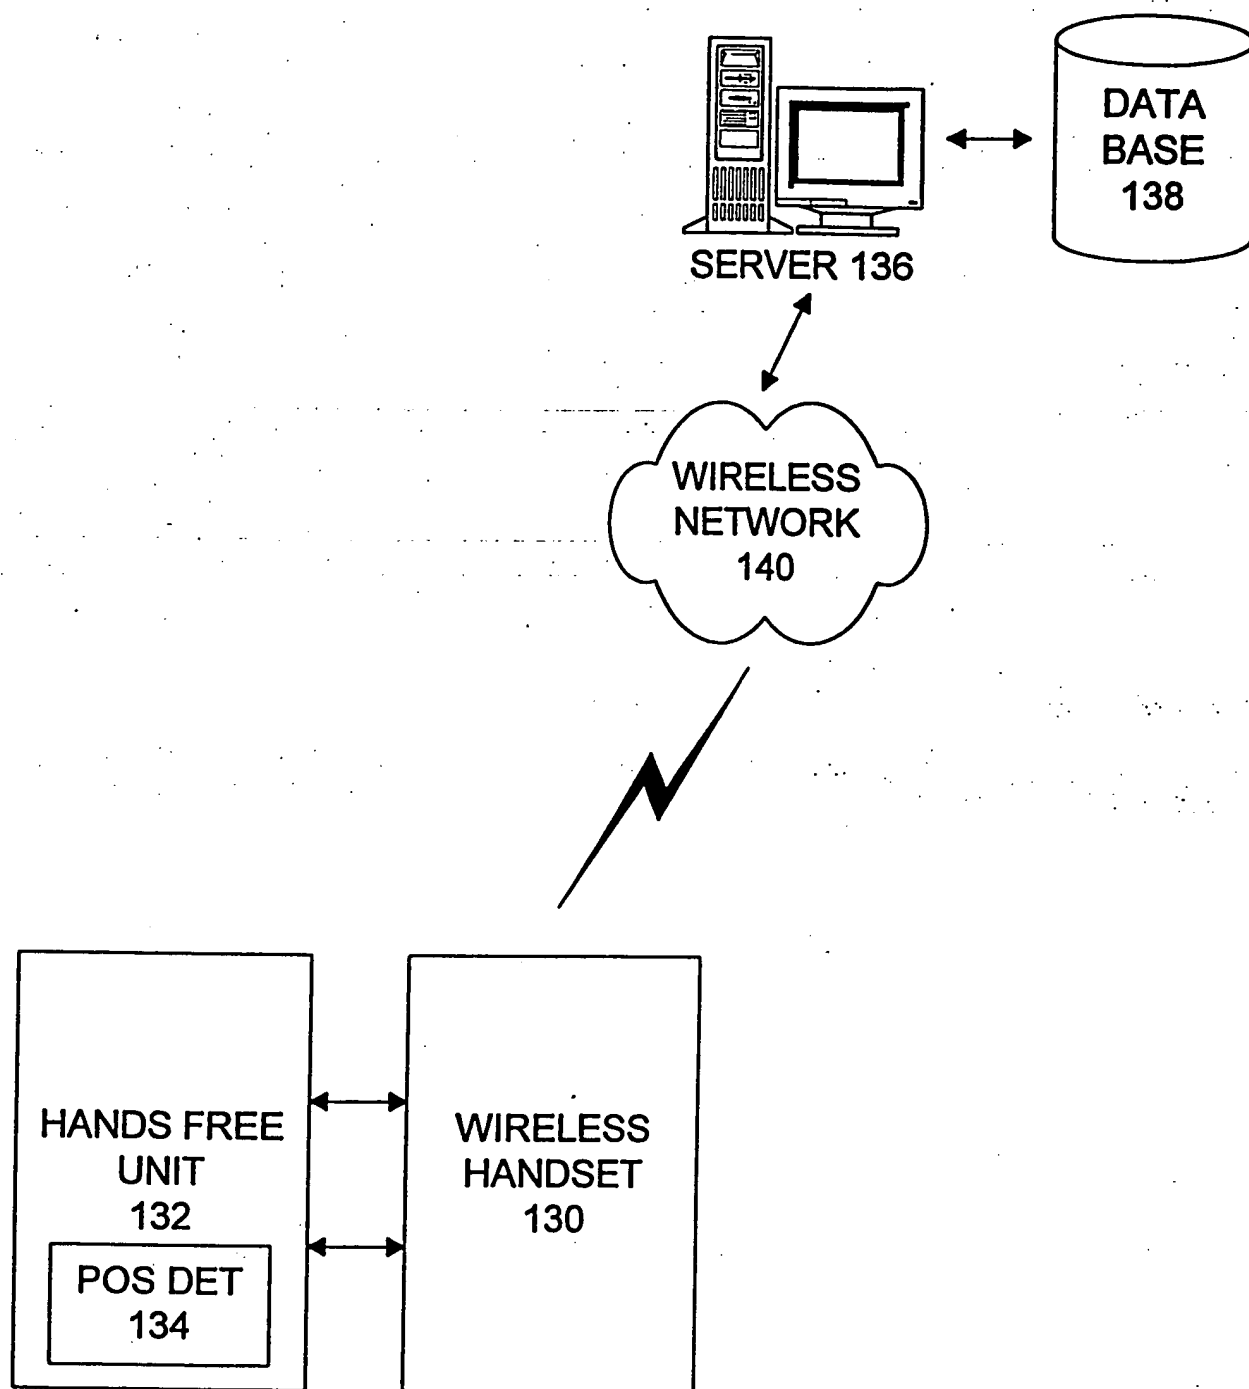 DATA
BASE
138
SERVER 136
WIRELESS
NETWORK
140
HANDS FREE
UNIT
132
POS DET
134
WIRELESS
HANDSET
130